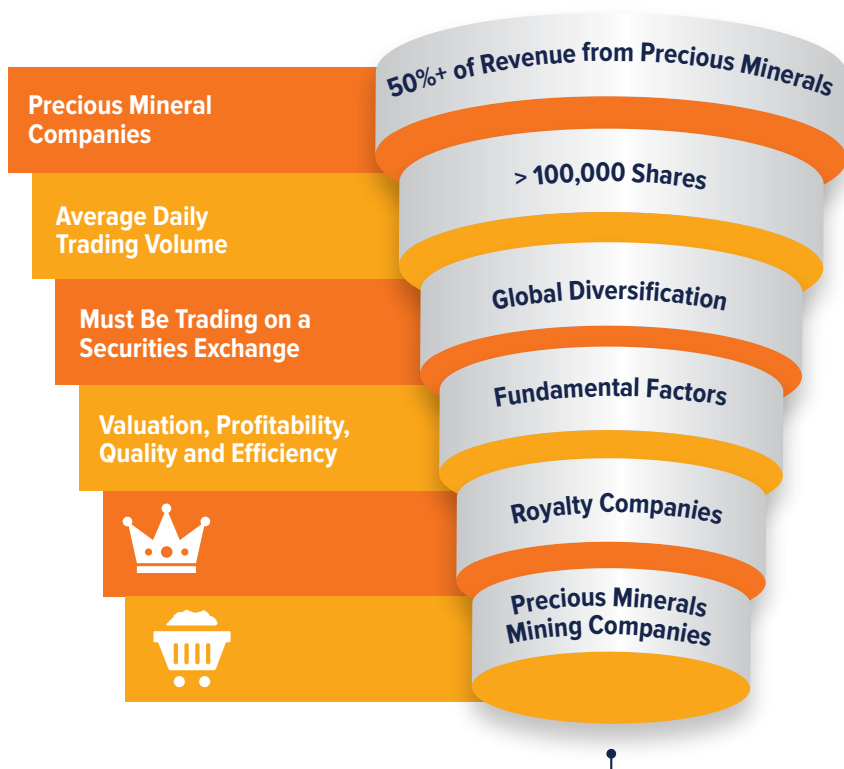 50%+ of Revenue from Precious Minerals
Precious Mineral
Companies
> 100,000 Shares
Average Daily
Trading Volume
Global Diversification
Must Be Trading on a
Securities Exchange
Fundamental Factors
Valuation, Profitability,
Quality and Efficiency
Royalty Companies
Precious Minerals
Mining Companies